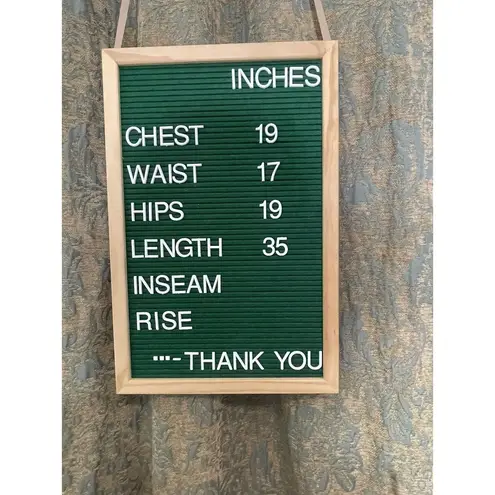 INCHES
CHEST 19
WAIST 17
HIPS 19
LENGTH 35
INSEAM
RISE
...-THANK YOU